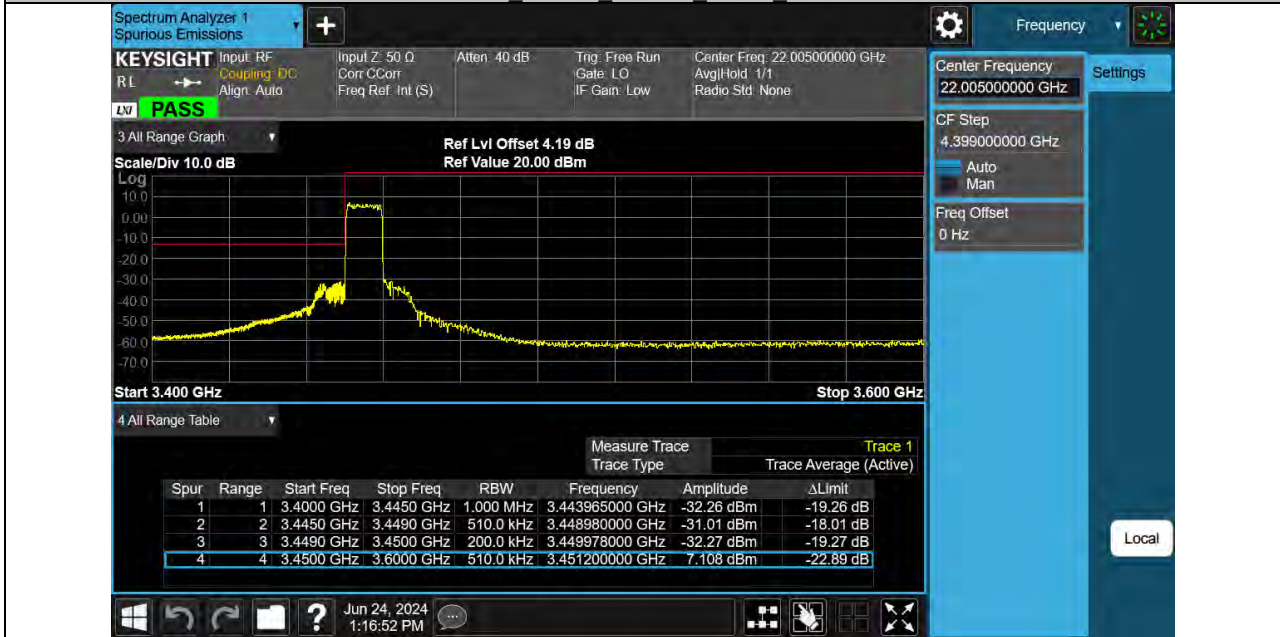 Spectrum Analyzer 1
Spurious Emissions
Frequency
KEYSIGHT
RL
LXI
PASS
Input: RF
Coupling: DC
Align: Auto
Input Z: 50 Ω
Corr CCorr
Freq Ref: Int (S)
Atten: 40 dB
Trig: Free Run
Gate: LO
IF Gain: Low
Center Freq: 22.005000000 GHz
Avg|Hold: 1/1
Radio Std: None
Center Frequency
22.005000000 GHz
Settings
CF Step
4.399000000 GHz
Auto
Man
Freq Offset
0 Hz
Local
3 All Range Graph
Scale/Div 10.0 dB
Ref Lvl Offset 4.19 dB
Ref Value 20.00 dBm
Log
10.0
0.00
-10.0
-20.0
-30.0
-40.0
-50.0
-60.0
-70.0
Start 3.400 GHz
Stop 3.600 GHz
4 All Range Table
Measure Trace Trace 1
Trace Type Trace Average (Active)
Spur Range Start Freq Stop Freq RBW Frequency Amplitude ΔLimit
1 1 3.4000 GHz 3.4450 GHz 1.000 MHz 3.443965000 GHz -32.26 dBm -19.26 dB
2 2 3.4450 GHz 3.4490 GHz 510.0 kHz 3.448980000 GHz -31.01 dBm -18.01 dB
3 3 3.4490 GHz 3.4500 GHz 200.0 kHz 3.449978000 GHz -32.27 dBm -19.27 dB
4 4 3.4500 GHz 3.6000 GHz 510.0 kHz 3.451200000 GHz 7.108 dBm -22.89 dB
Jun 24, 2024
1:16:52 PM